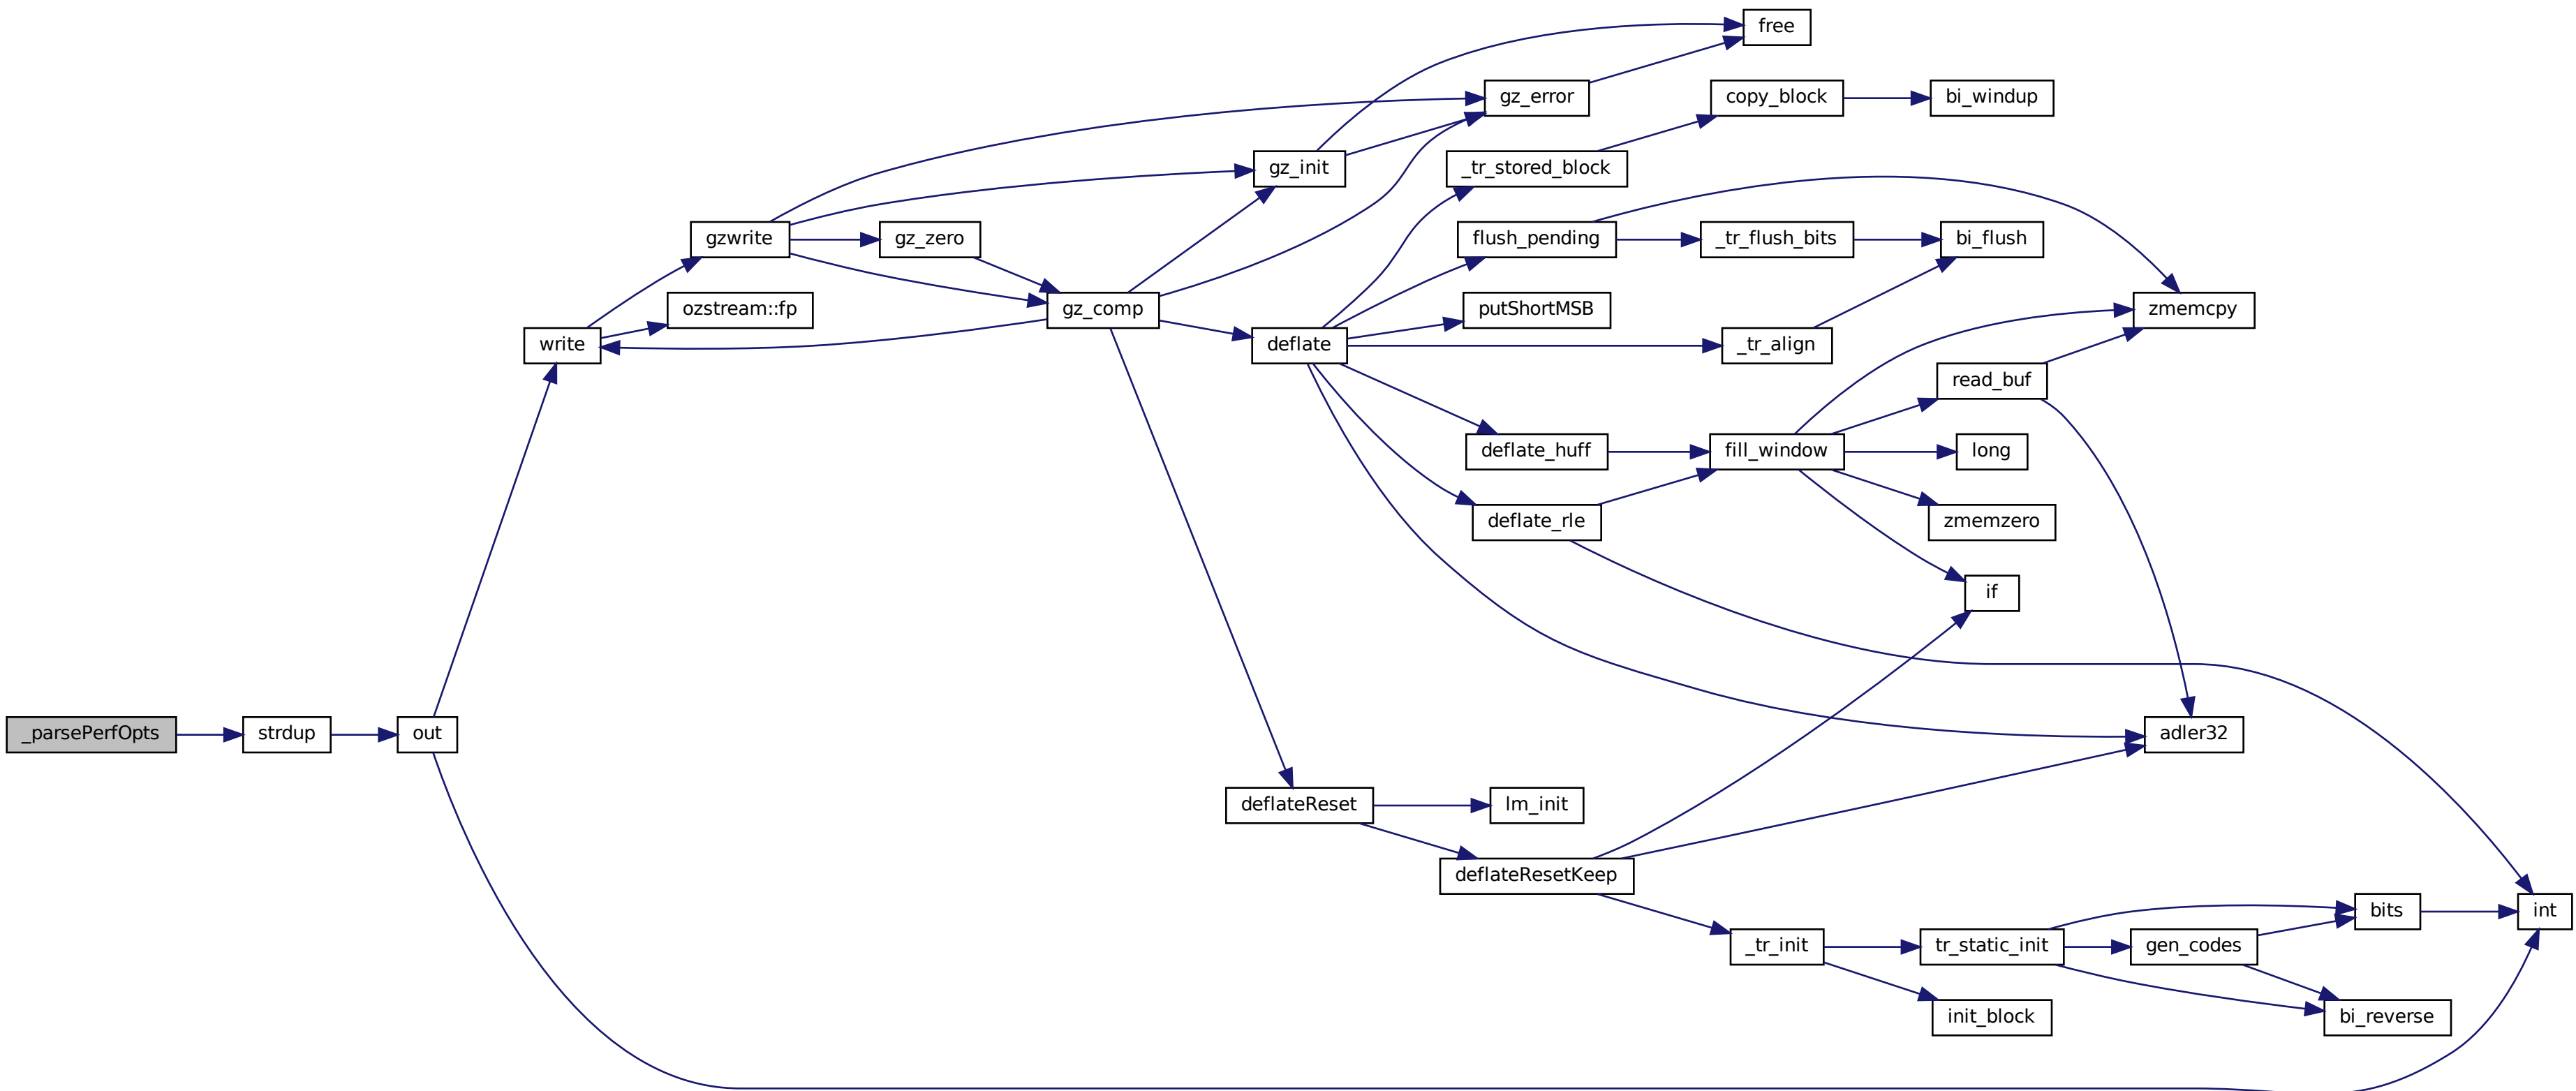 free
gz_error
copy_block
bi_windup
gz_init
_tr_stored_block
gzwrite
gz_zero
flush_pending
_tr_flush_bits
bi_flush
ozstream::fp
gz_comp
putShortMSB
zmemcpy
write
deflate
_tr_align
read_buf
deflate_huff
fill_window
long
deflate_rle
zmemzero
if
_parsePerfOpts
strdup
out
adler32
deflateReset
lm_init
deflateResetKeep
bits
int
_tr_init
tr_static_init
gen_codes
init_block
bi_reverse